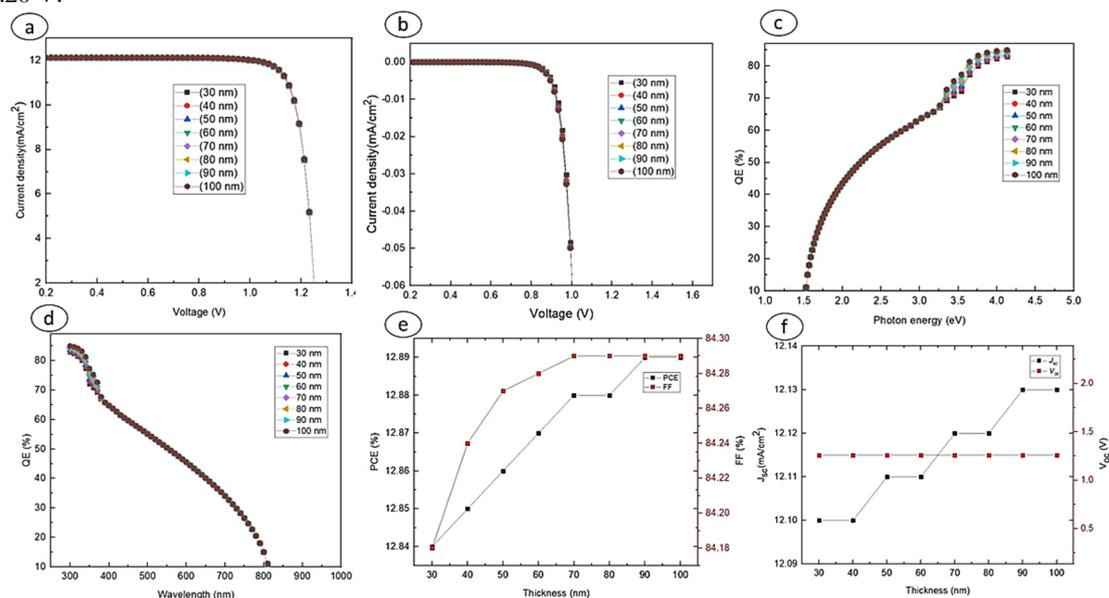 a
12
10
8
6
4
2
0.2 0.4 0.6 0.8 1.0 1.2
Current density(mA/cm2)
Voltage (V)
(30 nm)
(40 nm)
(50 nm)
(60 nm)
(70 nm)
(80 nm)
(90 nm)
(100 nm)
b
0.00
-0.01
-0.02
-0.03
-0.04
-0.05
-0.06
0.2 0.4 0.6 0.8 1.0 1.2 1.4 1.6
Current density(mA/cm2)
Voltage (V)
(30 nm)
(40 nm)
(50 nm)
(60 nm)
(70 nm)
(80 nm)
(90 nm)
(100 nm)
c
80
70
60
50
40
30
20
10
1.0 1.5 2.0 2.5 3.0 3.5 4.0 4.5 5.0
QE (%)
Photon energy (eV)
30 nm
40 nm
50 nm
60 nm
70 nm
80 nm
90 nm
100 nm
d
80
70
60
50
40
30
20
10
300 400 500 600 700 800 900 1000
QE (%)
Wavelength (nm)
30 nm
40 nm
50 nm
60 nm
70 nm
80 nm
90 nm
100 nm
e
12.89
12.88
12.87
12.86
12.85
12.84
30 40 50 60 70 80 90 100
PCE (%)
Thickness (nm)
PCE
FF
84.30
84.28
84.26
84.24
84.22
84.20
84.18
FF (%)
f
12.14
12.13
12.12
12.11
12.10
12.09
30 40 50 60 70 80 90 100
JSC(mA/cm2)
Thickness (nm)
Jsc
Voc
2.0
1.5
1.0
0.5
VOC (V)